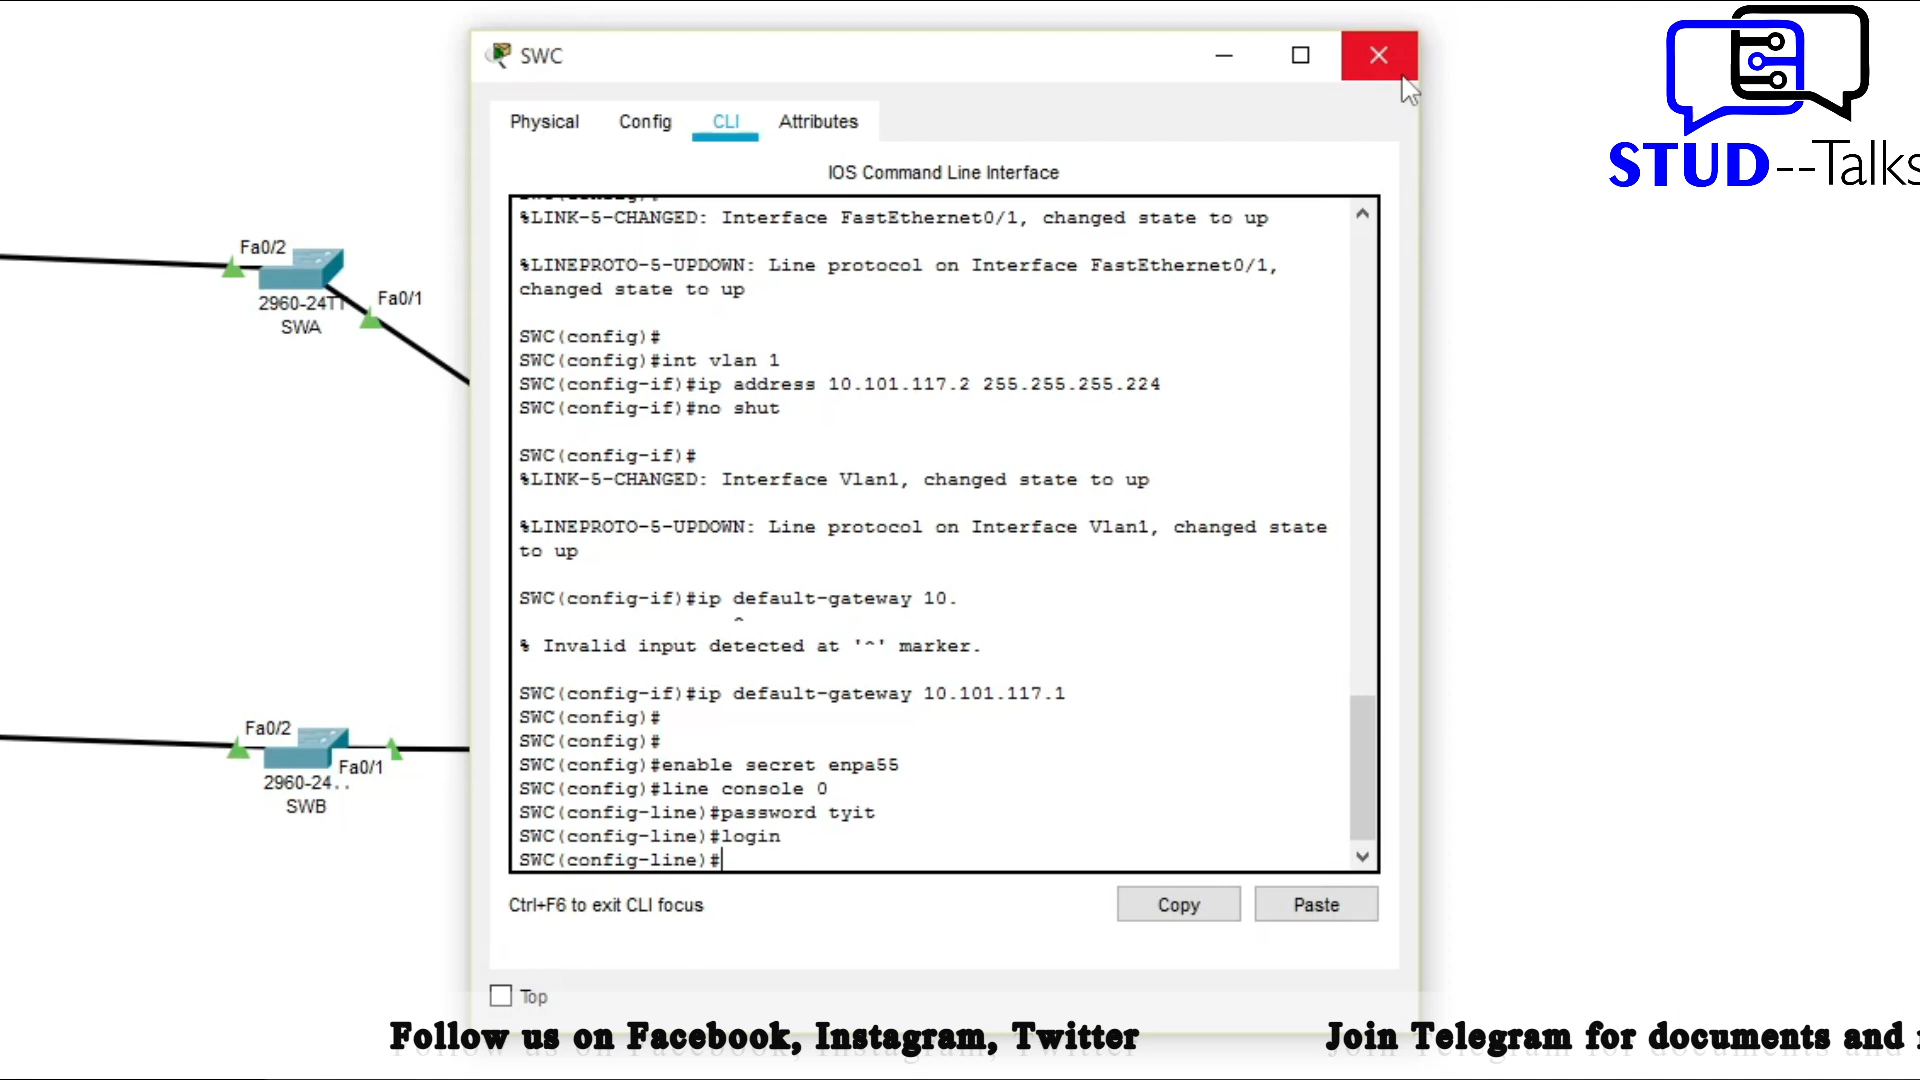 SWC
STUD--Talks
Physical Config CLI Attributes
IOS Command Line Interface
%LINK-5-CHANGED: Interface FastEthernet0/1, changed state to up
%LINEPROTO-5-UPDOWN: Line protocol on Interface FastEthernet0/1,
changed state to up
SWC(config)#
SWC(config)#int vlan 1
SWC(config-if)#ip address 10.101.117.2 255.255.255.224
SWC(config-if)#no shut
SWC(config-if)#
%LINK-5-CHANGED: Interface Vlan1, changed state to up
%LINEPROTO-5-UPDOWN: Line protocol on Interface Vlan1, changed state
to up
SWC(config-if)#ip default-gateway 10.
^
% Invalid input detected at '^' marker.
SWC(config-if)#ip default-gateway 10.101.117.1
SWC(config)#
SWC(config)#
SWC(config)#enable secret enpa55
SWC(config)#line console 0
SWC(config-line)#password tyit
SWC(config-line)#login
SWC(config-line)#
Ctrl+F6 to exit CLI focus
Copy Paste
Top
Fa0/2
Fa0/1
2960-24TT
SWA
Fa0/2
Fa0/1
2960-24..
SWB
Follow us on Facebook, Instagram, Twitter
Join Telegram for documents and